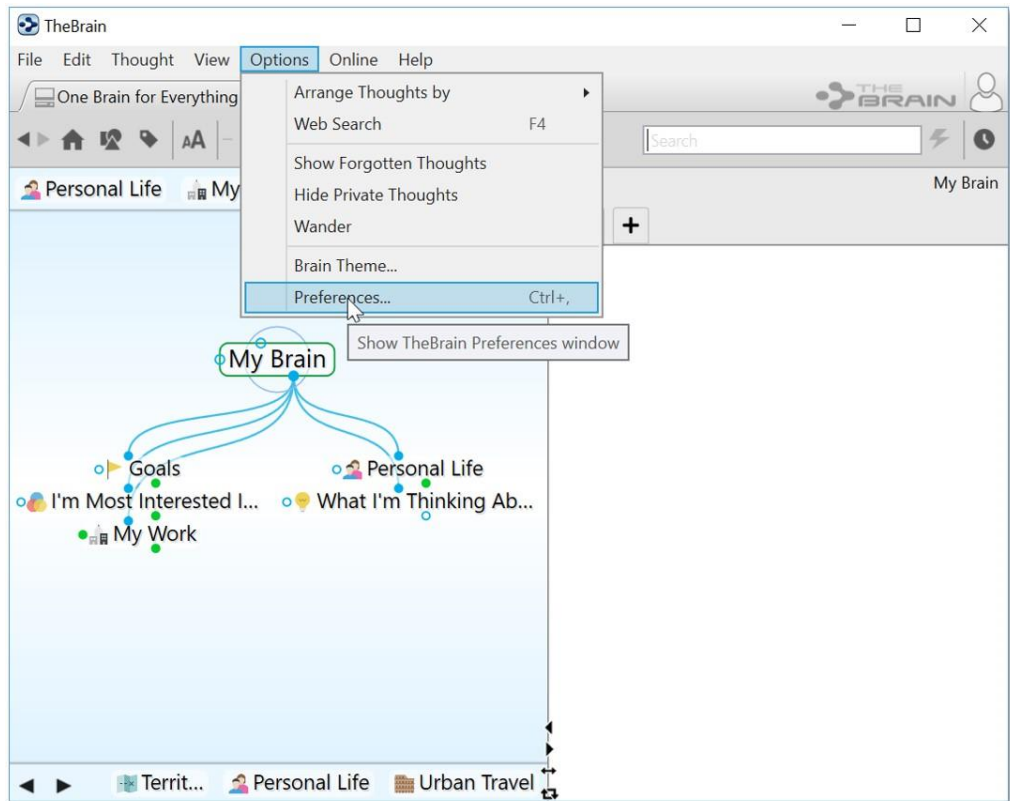 TheBrain
File Edit Thought View Options Online Help
One Brain for Everything
THE
BRAIN
Arrange Thoughts by
Web Search F4
Show Forgotten Thoughts
Hide Private Thoughts
Wander
Brain Theme...
Preferences... Ctrl+,
Show TheBrain Preferences window
AA
Search
Personal Life My
My Brain
My Brain
Goals
Personal Life
I'm Most Interested I...
What I'm Thinking Ab...
My Work
Territ... Personal Life Urban Travel